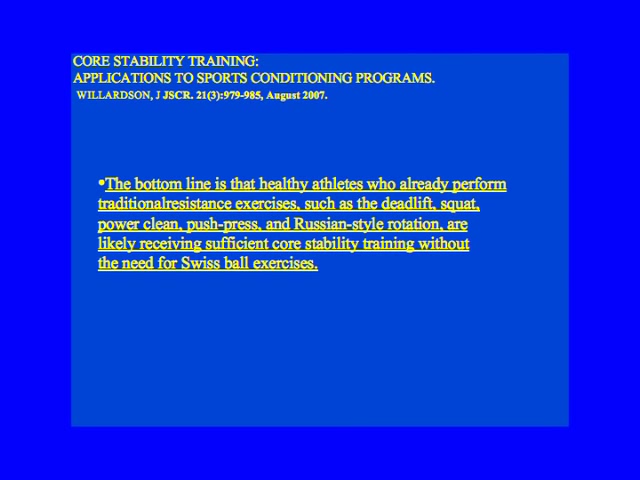 CORE STABILITY TRAINING:
APPLICATIONS TO SPORTS CONDITIONING PROGRAMS.
WILLARDSON, J JSCR. 21(3):979-985, August 2007.
•The bottom line is that healthy athletes who already perform
traditionalresistance exercises, such as the deadlift, squat,
power clean, push-press, and Russian-style rotation, are
likely receiving sufficient core stability training without
the need for Swiss ball exercises.